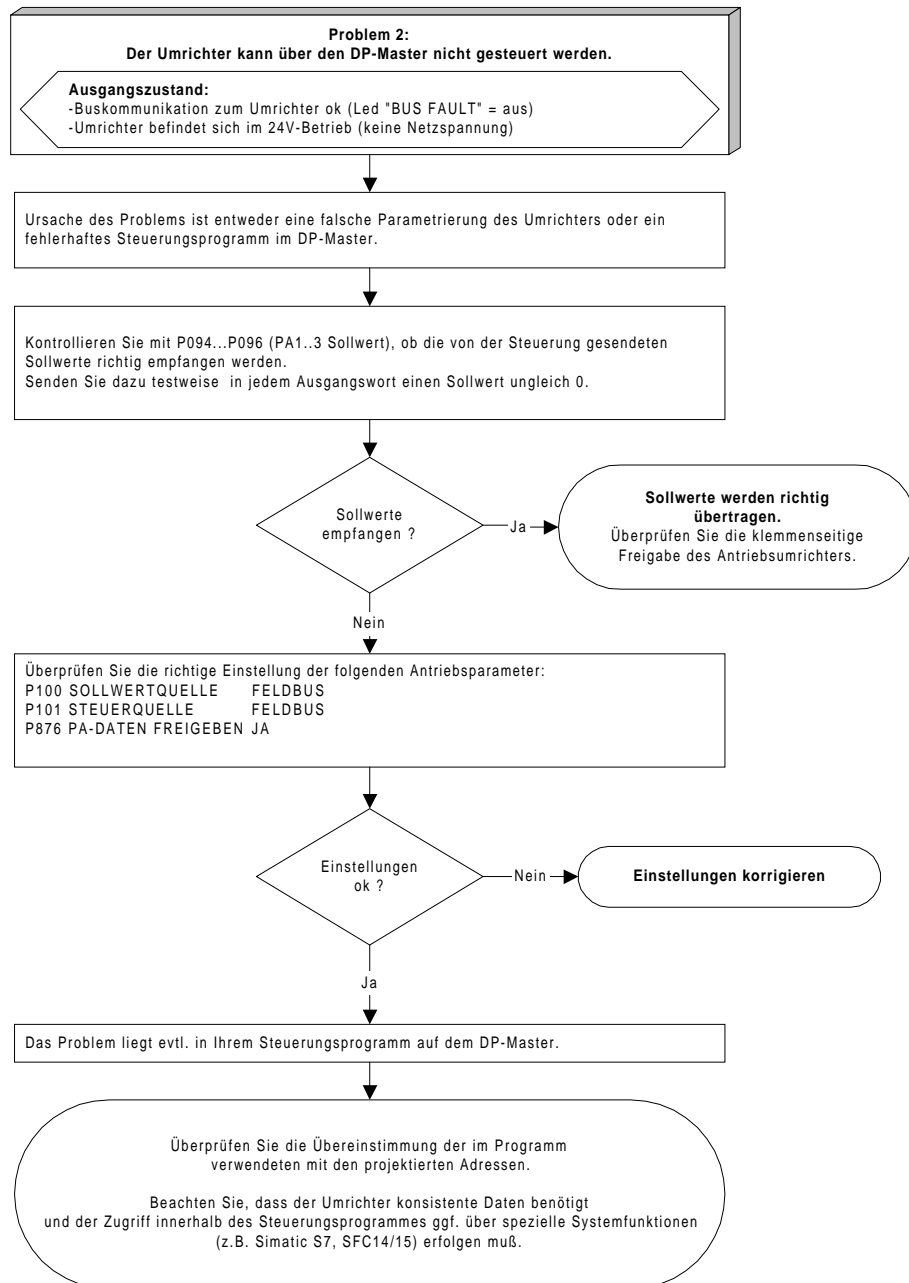 Problem 2:
Der Umrichter kann über den DP-Master nicht gesteuert werden.
Ausgangszustand:
-Buskommunikation zum Umrichter ok (Led "BUS FAULT" = aus)
-Umrichter befindet sich im 24V-Betrieb (keine Netzspannung)
Ursache des Problems ist entweder eine falsche Parametrierung des Umrichters oder ein
fehlerhaftes Steuerungsprogramm im DP-Master.
Kontrollieren Sie mit P094...P096 (PA1..3 Sollwert), ob die von der Steuerung gesendeten
Sollwerte richtig empfangen werden.
Senden Sie dazu testweise in jedem Ausgangswort einen Sollwert ungleich 0.
Sollwerte
empfangen ?
Ja
Sollwerte werden richtig
übertragen.
Überprüfen Sie die klemmenseitige
Freigabe des Antriebsumrichters.
Nein
Überprüfen Sie die richtige Einstellung der folgenden Antriebsparameter:
P100 SOLLWERTQUELLE FELDBUS
P101 STEUERQUELLE FELDBUS
P876 PA-DATEN FREIGEBEN JA
Einstellungen
ok ?
Nein
Einstellungen korrigieren
Ja
Das Problem liegt evtl. in Ihrem Steuerungsprogramm auf dem DP-Master.
Überprüfen Sie die Übereinstimmung der im Programm
verwendeten mit den projektierten Adressen.
Beachten Sie, dass der Umrichter konsistente Daten benötigt
und der Zugriff innerhalb des Steuerungsprogrammes ggf. über spezielle Systemfunktionen
(z.B. Simatic S7, SFC14/15) erfolgen muß.